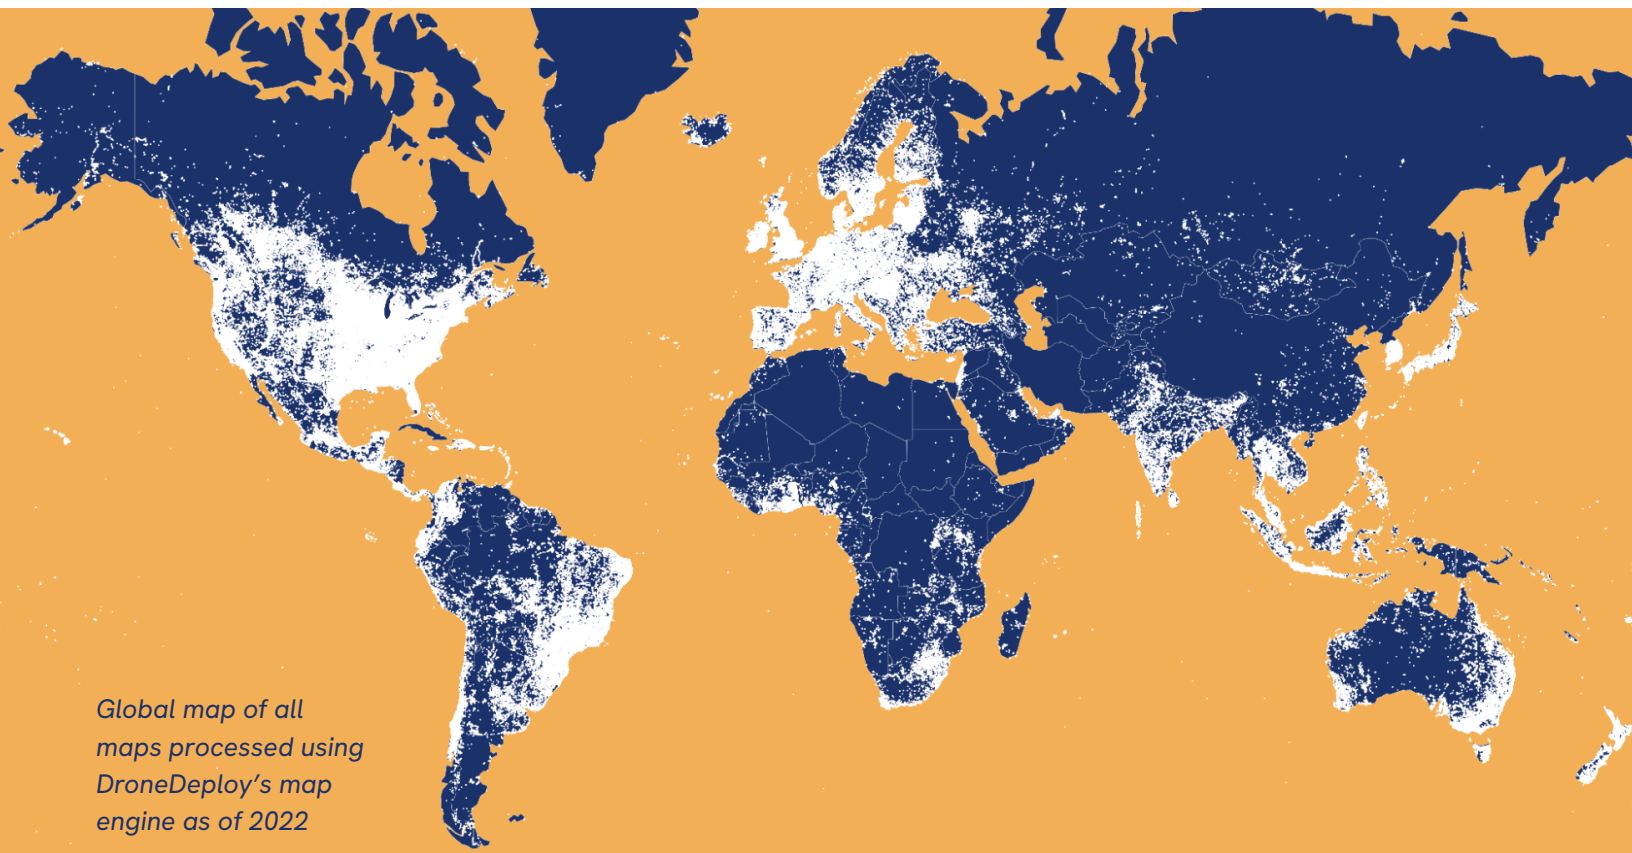 Global map of all
maps processed using
DroneDeploy’s map
engine as of 2022